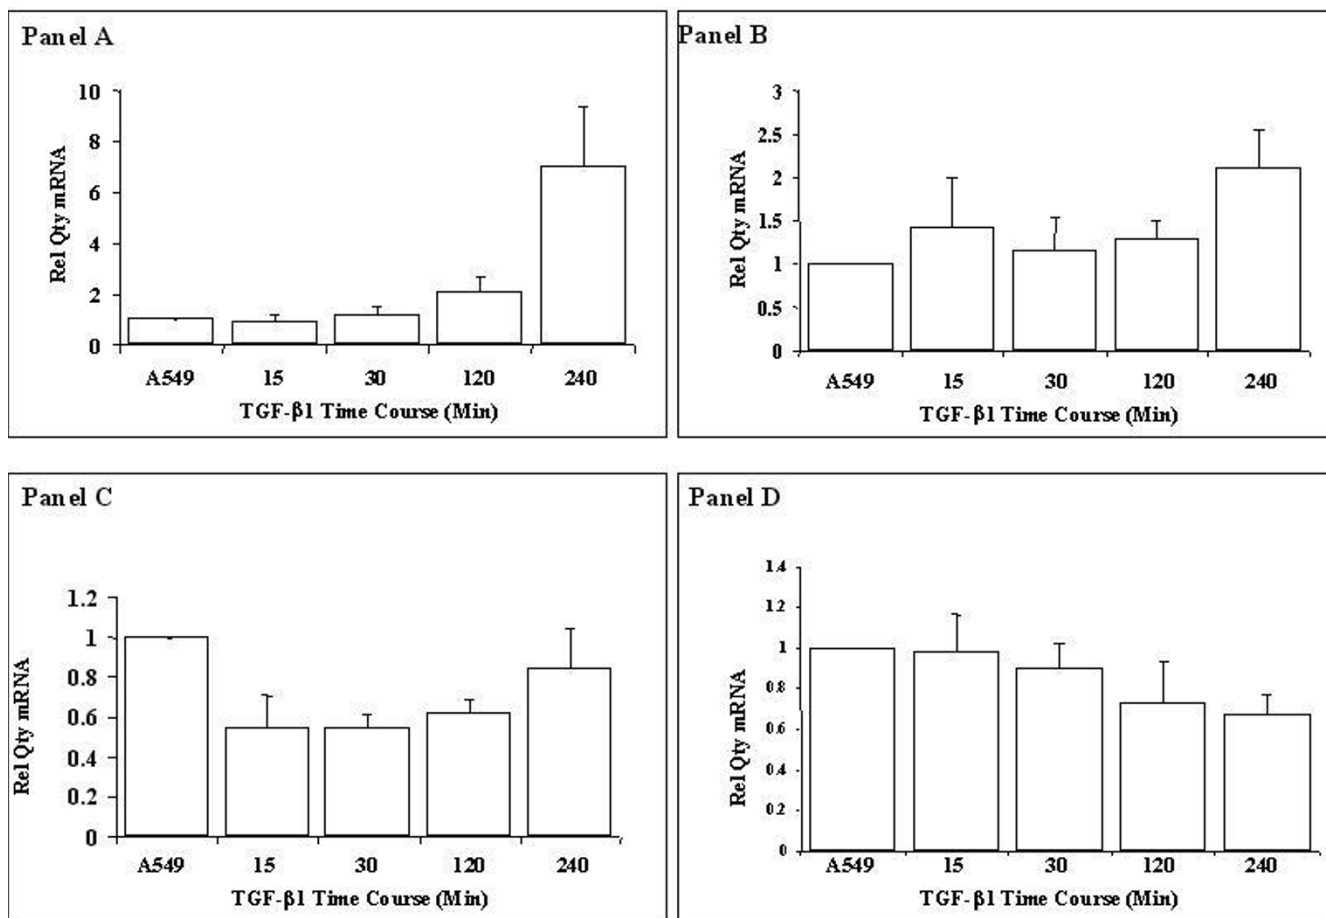 Panel A
Rel Qty mRNA
10
8
6
4
2
0
A549 15 30 120 240
TGF-β1 Time Course (Min)
Panel B
Rel Qty mRNA
3
2.5
2
1.5
1
0.5
0
A549 15 30 120 240
TGF-β1 Time Course (Min)
Panel C
Rel Qty mRNA
1.2
1
0.8
0.6
0.4
0.2
0
A549 15 30 120 240
TGF-β1 Time Course (Min)
Panel D
Rel Qty mRNA
1.4
1.2
1
0.8
0.6
0.4
0.2
0
A549 15 30 120 240
TGF-β1 Time Course (Min)